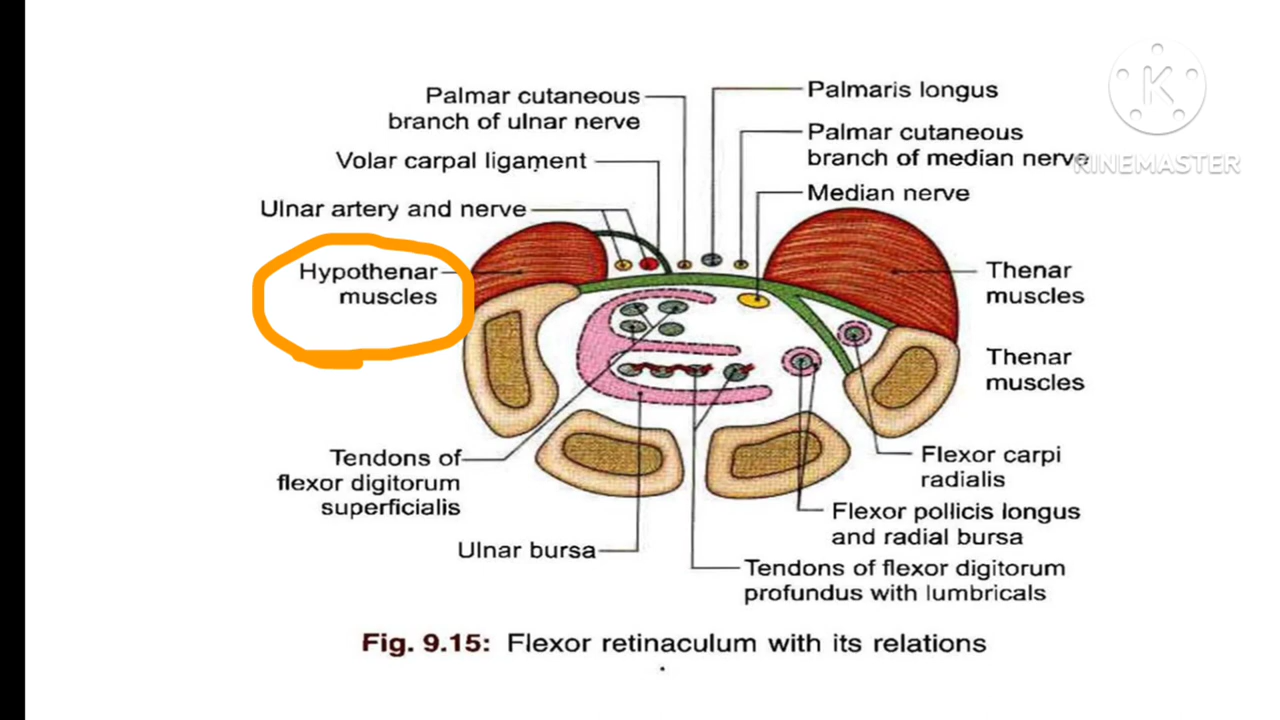 Palmar cutaneous
branch of ulnar nerve
Volar carpal ligament
Ulnar artery and nerve
Hypothenar
muscles
Tendons of
flexor digitorum
superficialis
Ulnar bursa
Palmaris longus
Palmar cutaneous
branch of median nerve
Median nerve
Thenar
muscles
Thenar
muscles
Flexor carpi
radialis
Flexor pollicis longus
and radial bursa
Tendons of flexor digitorum
profundus with lumbricals
Fig. 9.15: Flexor retinaculum with its relations
K
KINEMASTER